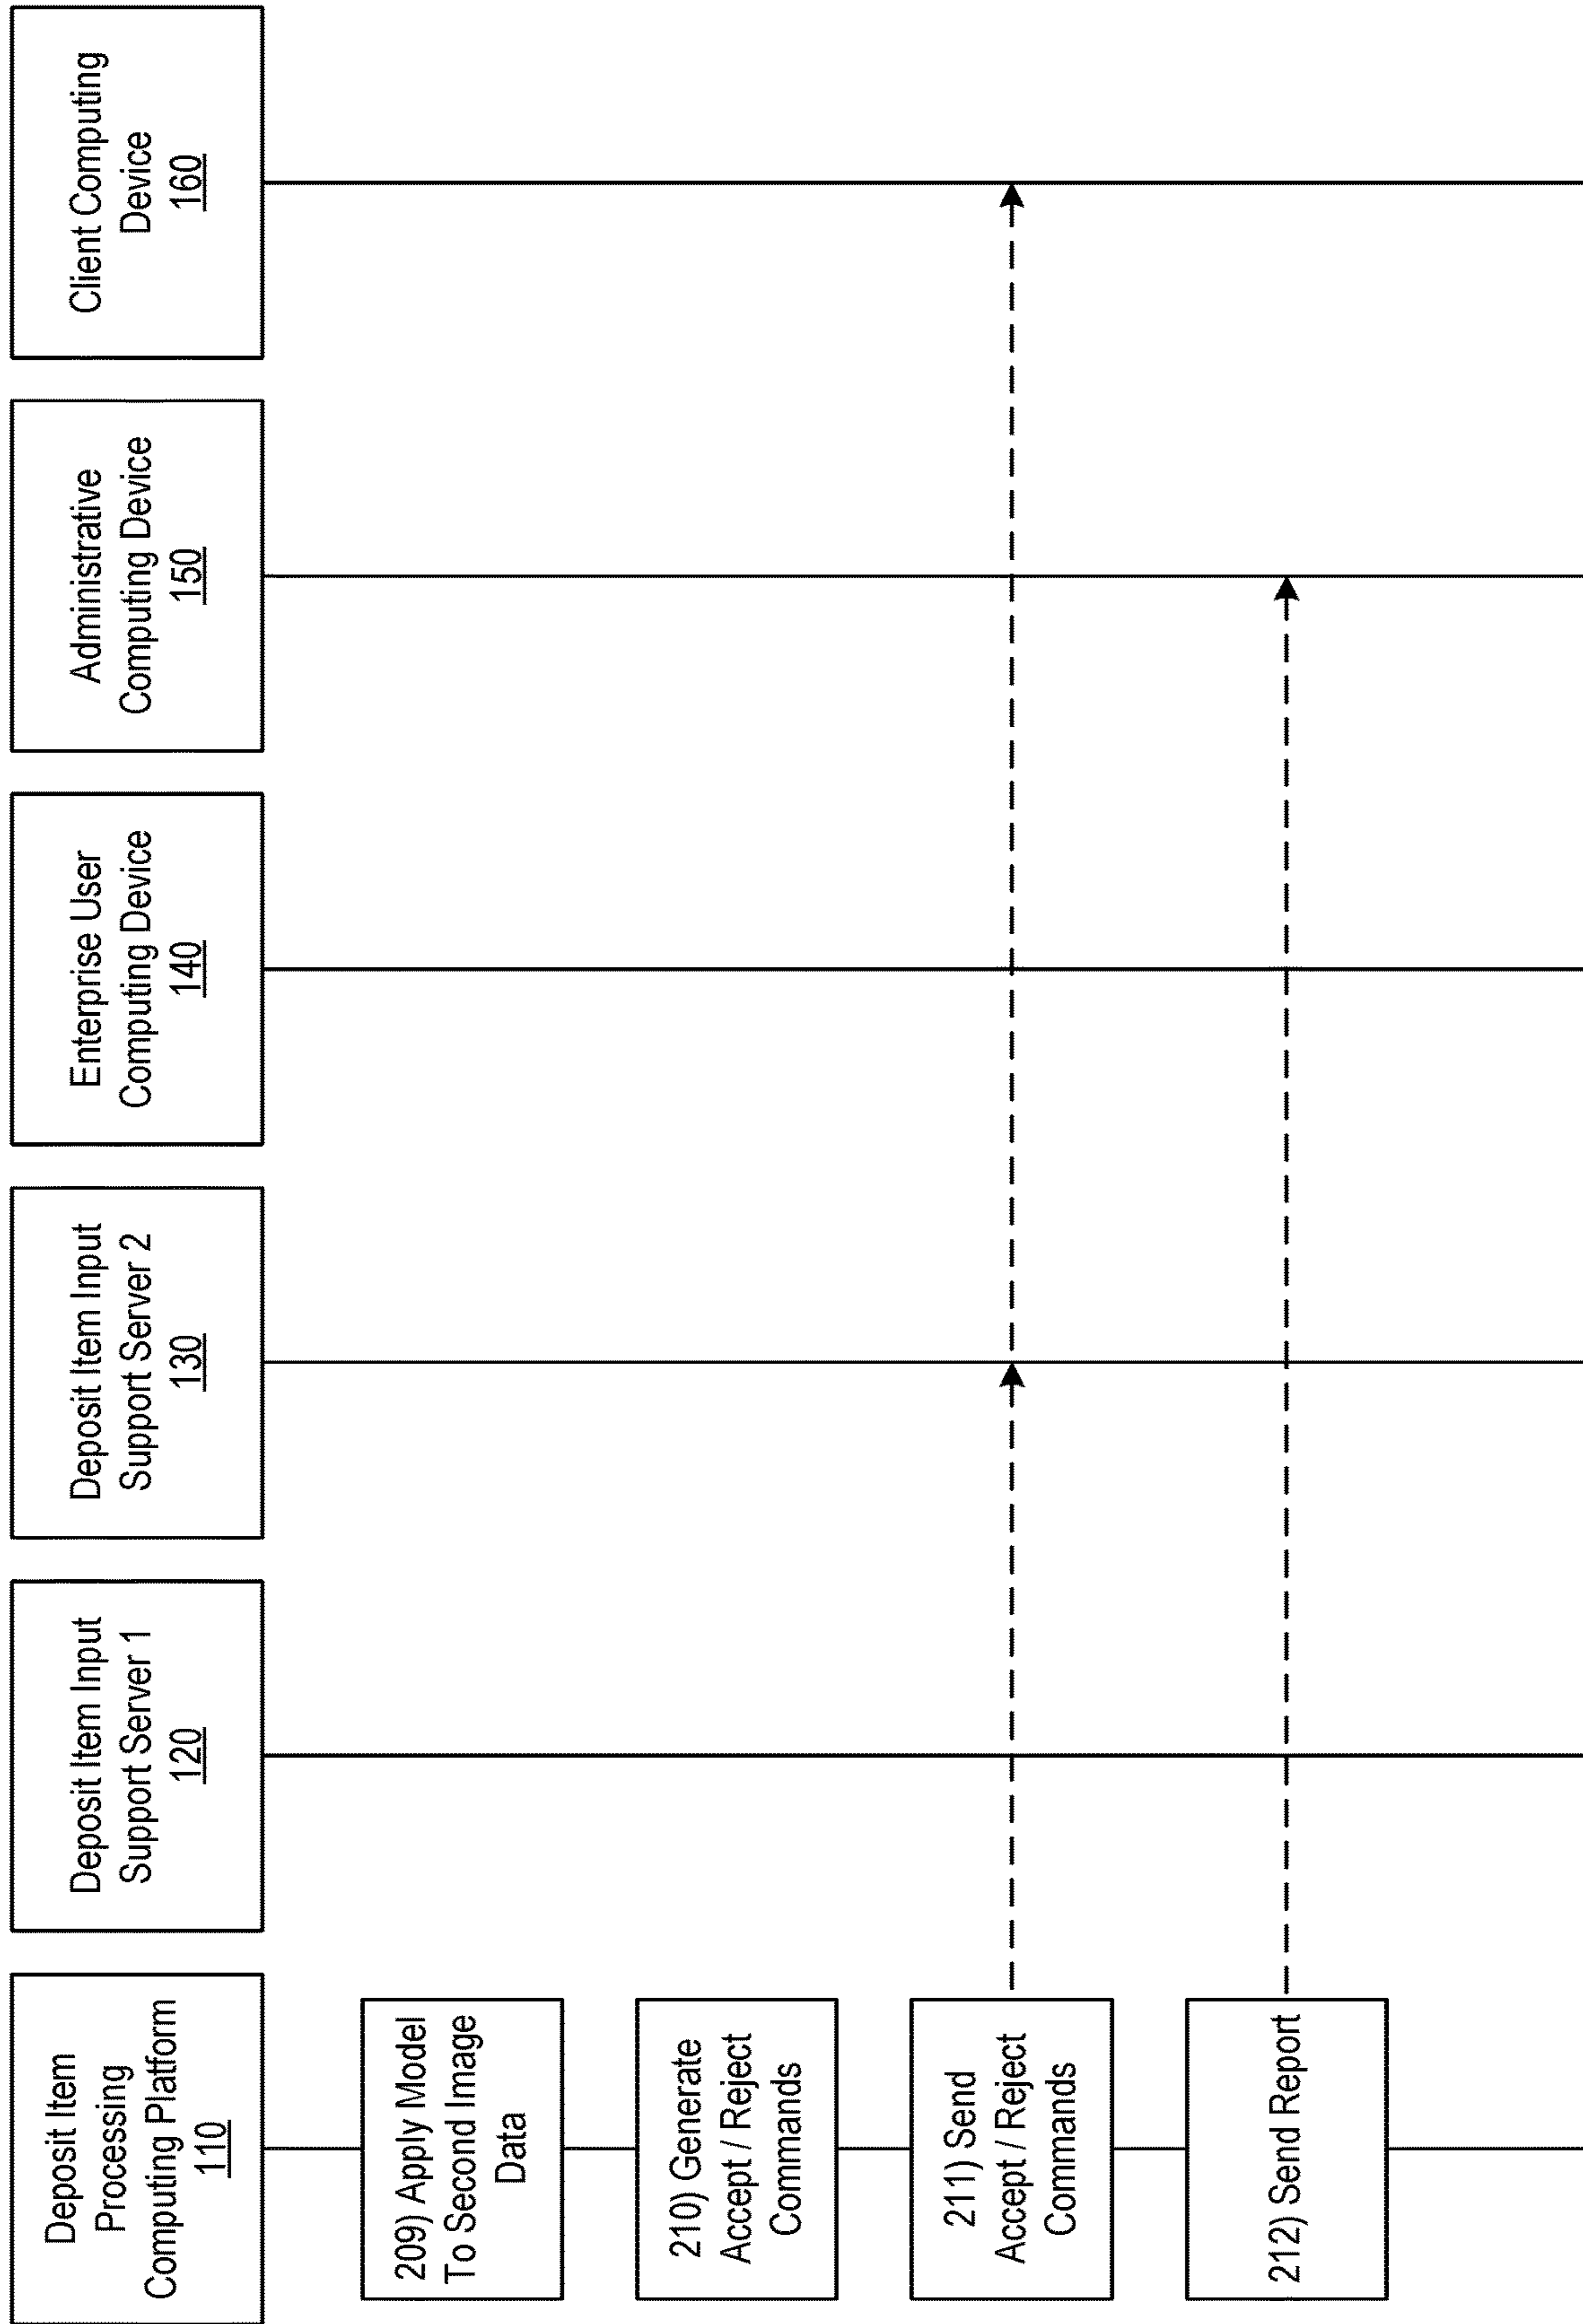 Deposit Item
Processing
Computing Platform
110
Deposit Item Input
Support Server 1
120
Deposit Item Input
Support Server 2
130
Enterprise User
Computing Device
140
Administrative
Computing Device
150
Client Computing
Device
160
209) Apply Model
To Second Image
Data
210) Generate
Accept / Reject
Commands
211) Send
Accept / Reject
Commands
212) Send Report